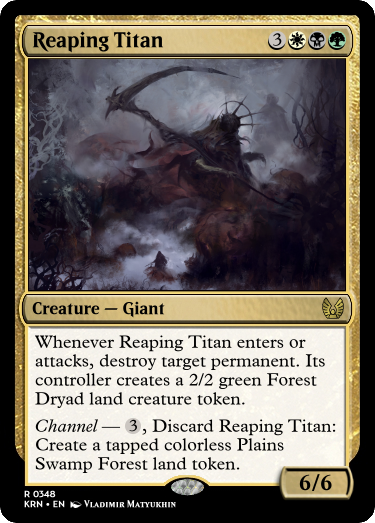 Reaping Titan 3
Creature — Giant
Whenever Reaping Titan enters or
attacks, destroy target permanent. Its
controller creates a 2/2 green Forest
Dryad land creature token.
Channel — 3, Discard Reaping Titan:
Create a tapped colorless Plains
Swamp Forest land token.
6/6
R 0348
KRN • EN Vladimir Matyukhin